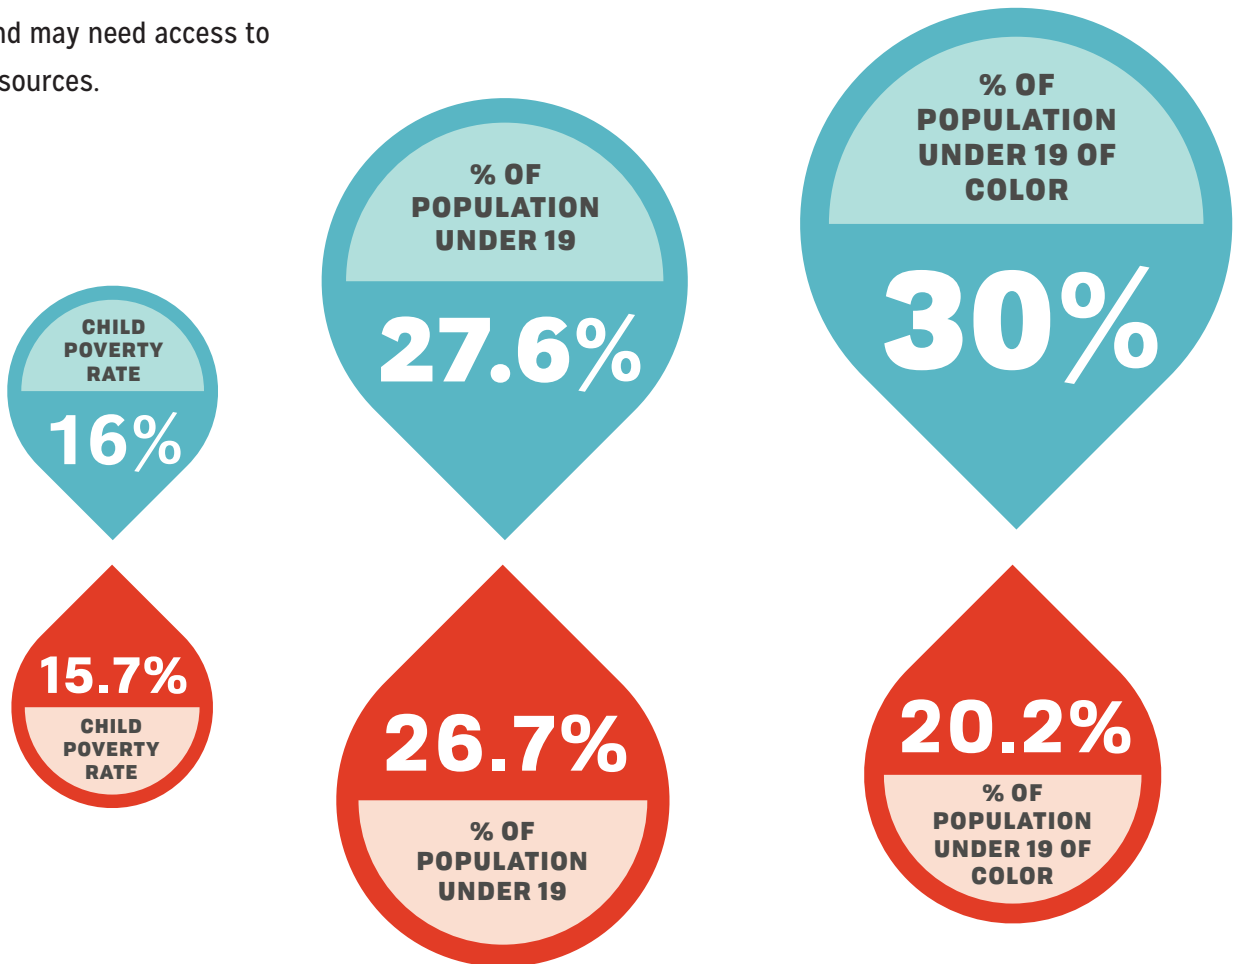 may need access to
CHILD
POVERTY
RATE
16%
% OF
POPULATION
UNDER 19
27.6%
% OF
POPULATION
UNDER 19 OF
COLOR
30%
15.7%
CHILD
POVERTY
RATE
26.7%
% OF
POPULATION
UNDER 19
20.2%
% OF
POPULATION
UNDER 19 OF
COLOR